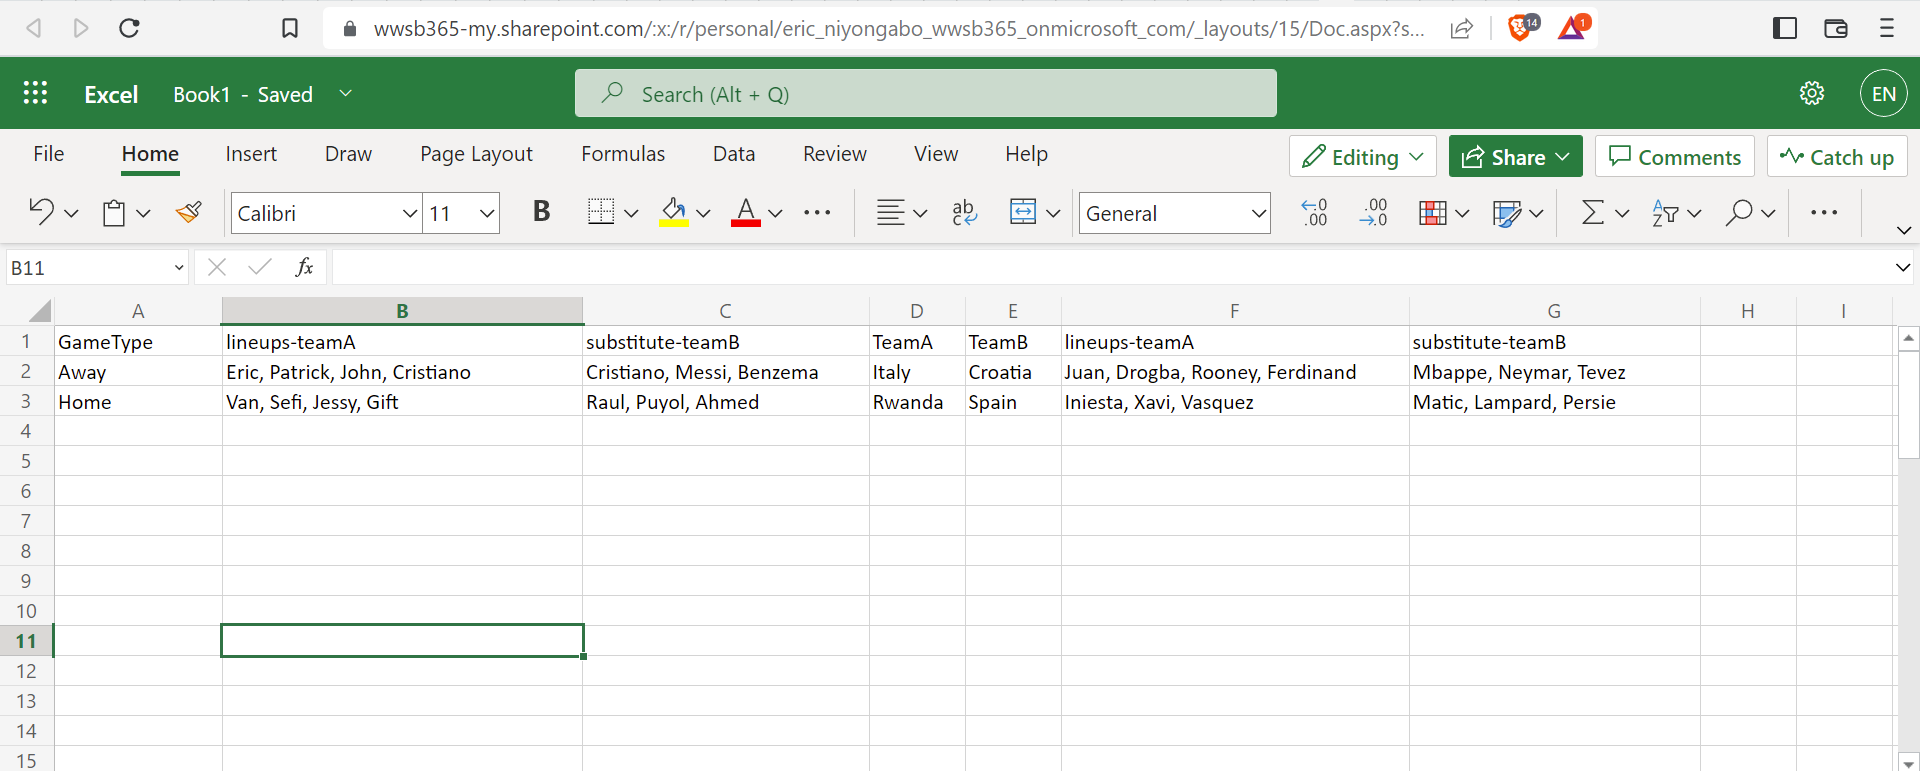 wwsb365-my.sharepoint.com/:x:/r/personal/eric_niyongabo_wwsb365_onmicrosoft_com/_layouts/15/Doc.aspx?s... 14 1
Excel Book1 - Saved Search (Alt + Q) EN
File Home Insert Draw Page Layout Formulas Data Review View Help Editing Share Comments Catch up
Calibri 11 B A ab c General ←0 .00 .00 →.0 A Z
B11 fx
A B C D E F G H I
1 GameType lineups-teamA substitute-teamB TeamA TeamB lineups-teamA substitute-teamB
2 Away Eric, Patrick, John, Cristiano Cristiano, Messi, Benzema Italy Croatia Juan, Drogba, Rooney, Ferdinand Mbappe, Neymar, Tevez
3 Home Van, Sefi, Jessy, Gift Raul, Puyol, Ahmed Rwanda Spain Iniesta, Xavi, Vasquez Matic, Lampard, Persie
4
5
6
7
8
9
10
11
12
13
14
15